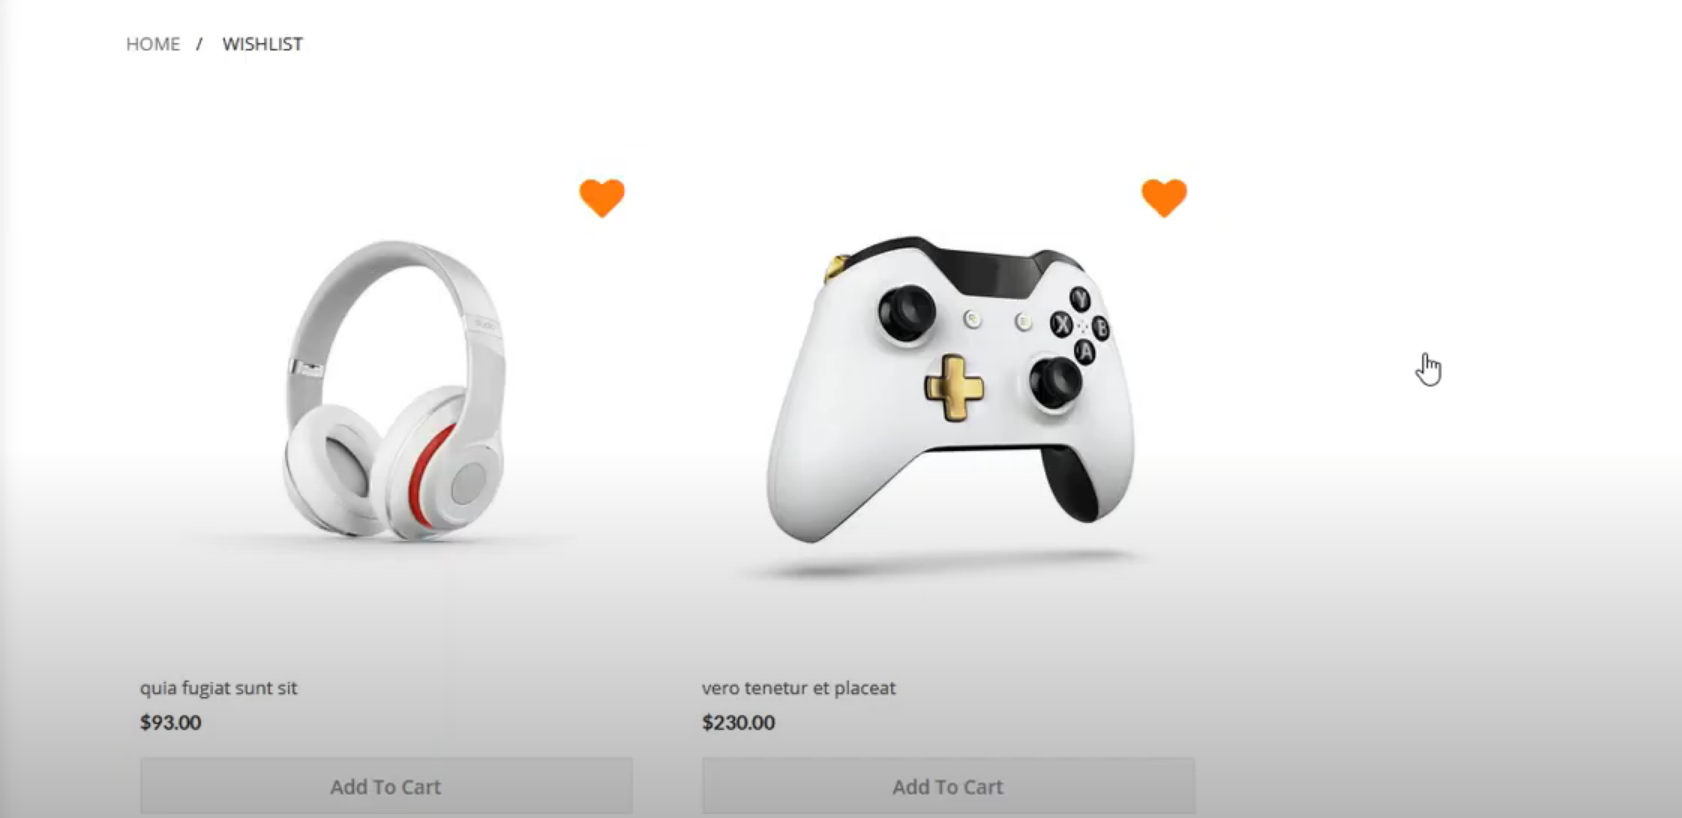 HOME / WISHLIST
Y
X B
A
quia fugiat sunt sit
$93.00
Add To Cart
vero tenetur et placeat
$230.00
Add To Cart